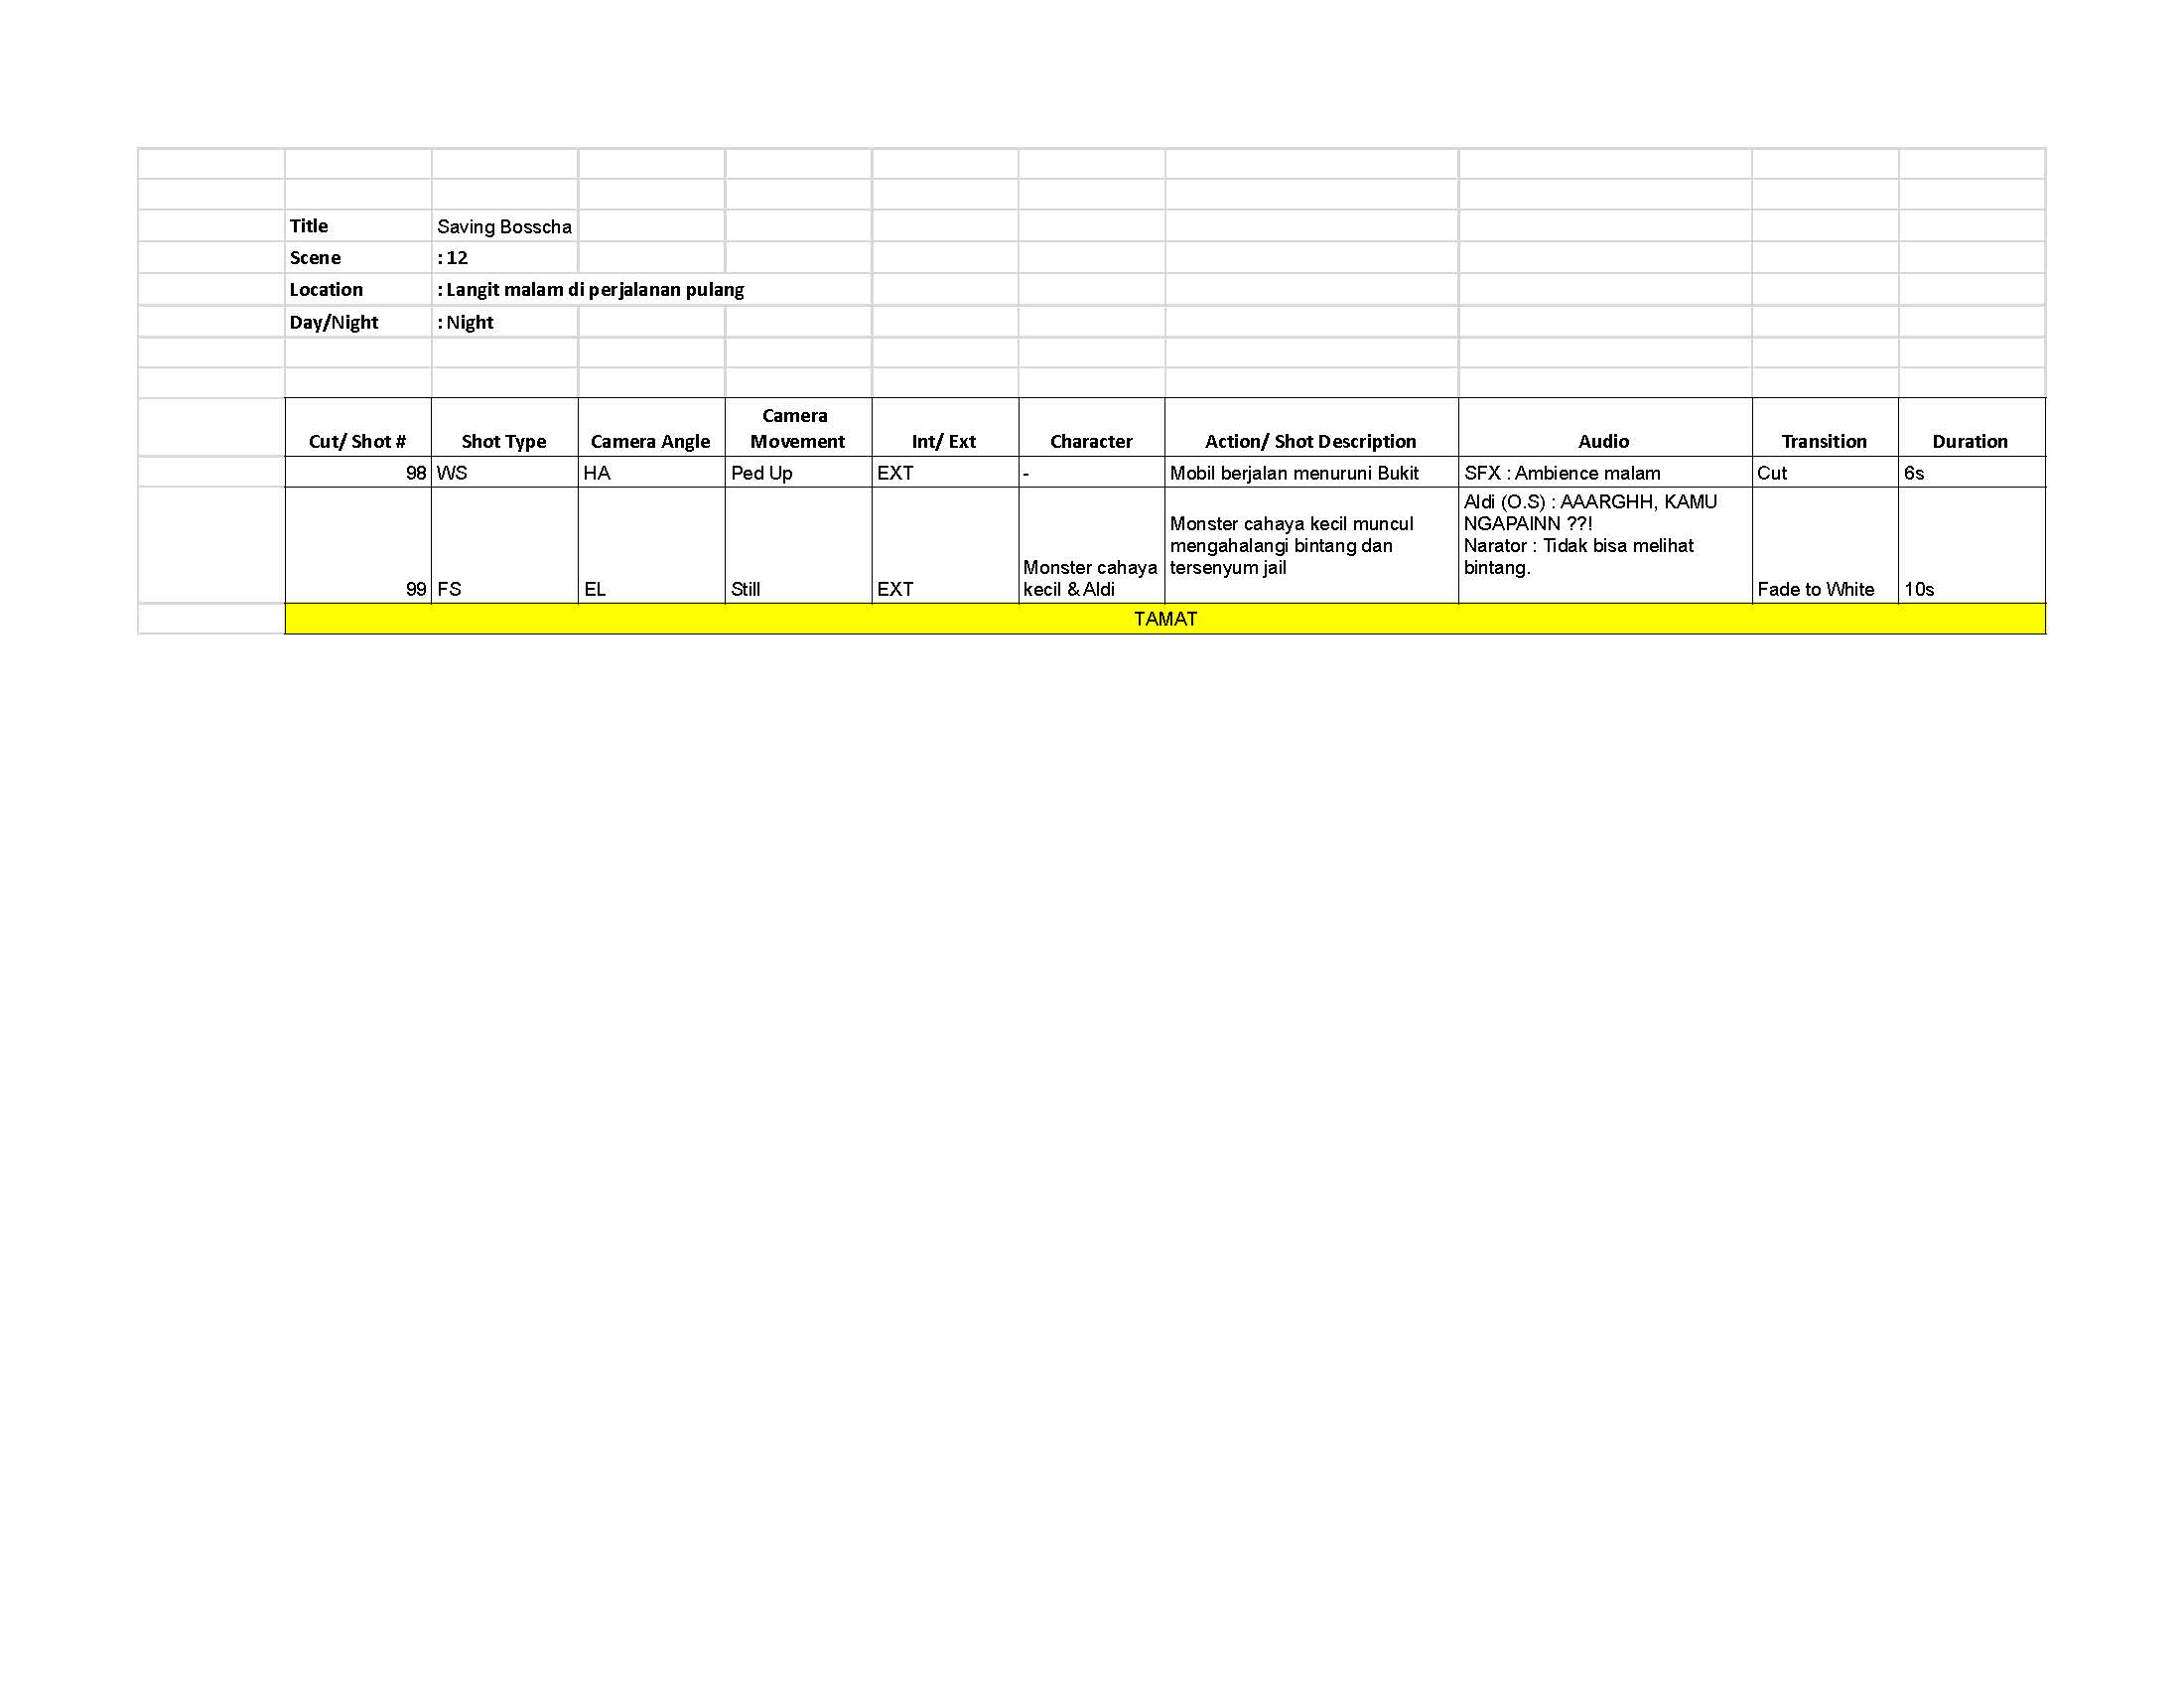 Title Saving Bosscha
Scene : 12
Location : Langit malam di perjalanan pulang
Day/Night : Night
Cut/ Shot # Shot Type Camera Angle Camera Movement Int/ Ext Character Action/ Shot Description Audio Transition Duration
98 WS HA Ped Up EXT - Mobil berjalan menuruni Bukit SFX : Ambience malam Cut 6s
99 FS EL Still EXT Monster cahaya
kecil & Aldi
Monster cahaya kecil muncul
mengahalangi bintang dan
tersenyum jail
Aldi (O.S) : AAARGHH, KAMU
NGAPAINN ??!
Narator : Tidak bisa melihat
bintang.
Fade to White 10s
TAMAT